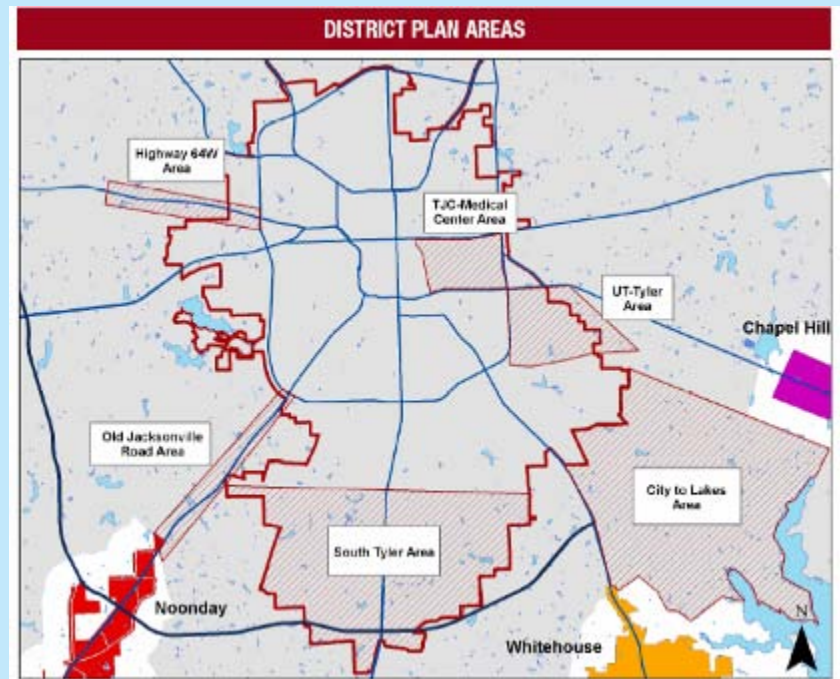 DISTRICT PLAN AREAS
Highway 64W
Area
TJC-Medical
Center Area
UT-Tyler
Area
Chapel Hill
Old Jacksonville
Road Area
City to Lakes
Area
South Tyler Area
Noonday
Whitehouse
N